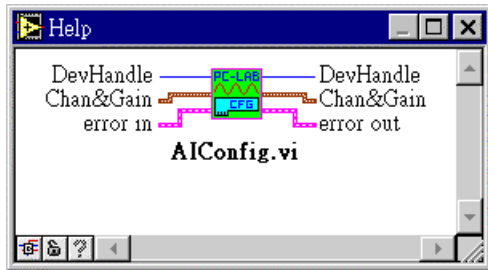 Help
DevHandle PC-LAB DevHandle
Chan&Gain Chan&Gain
error in CFG error out
AIConfig.vi
?